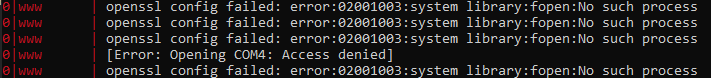 0|www | openssl config failed: error:02001003:system library:fopen:No such process
0|www | openssl config failed: error:02001003:system library:fopen:No such process
0|www | openssl config failed: error:02001003:system library:fopen:No such process
0|www | [Error: Opening COM4: Access denied]
0|www | openssl config failed: error:02001003:system library:fopen:No such process